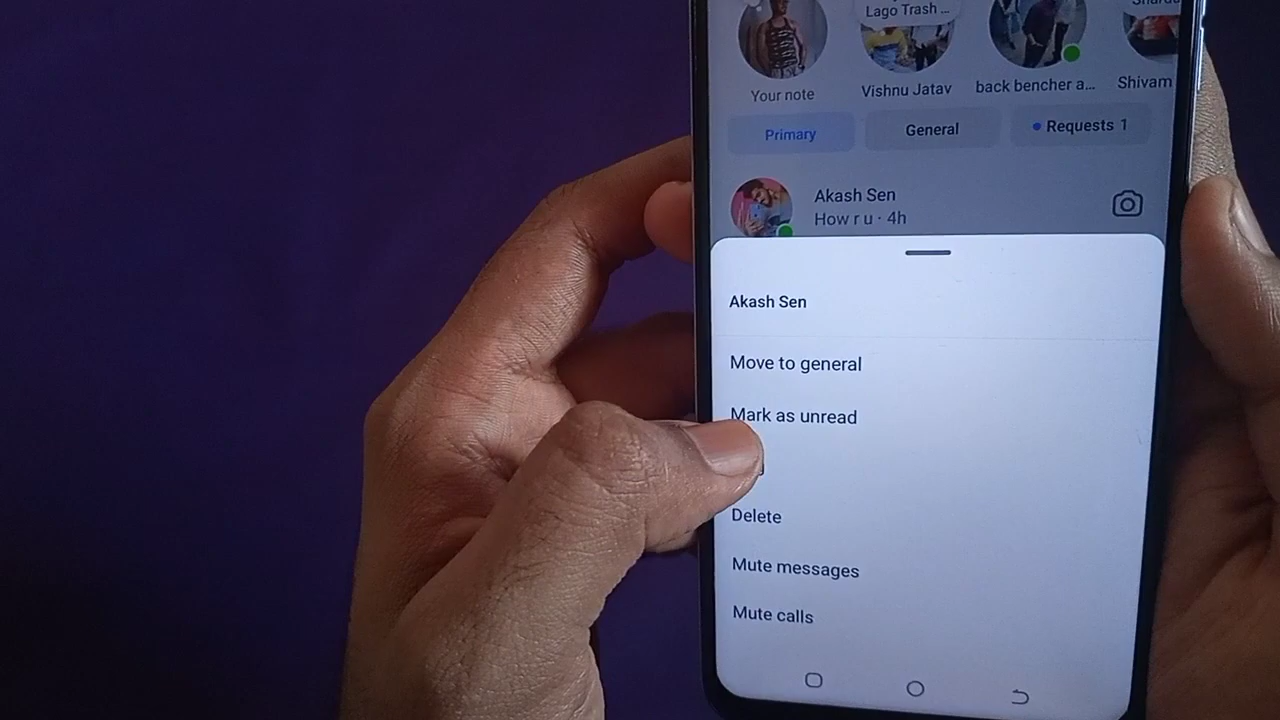 Lago Trash ...
Your note
Vishnu Jatav
back bencher a...
Shivam
Primary
General
Requests 1
Akash Sen
How r u · 4h
Akash Sen
Move to general
Mark as unread
Delete
Mute messages
Mute calls